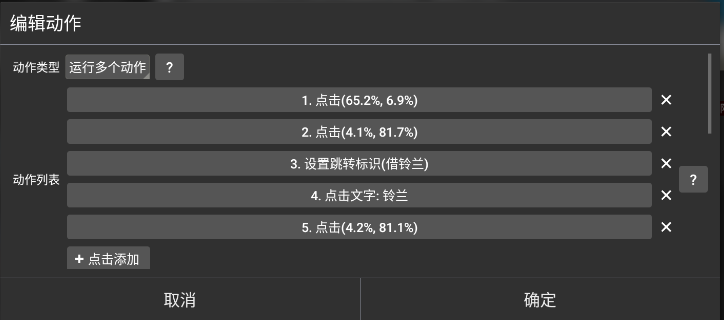 编辑动作
动作类型 运行多个动作 ?
1. 点击(65.2%, 6.9%) ✕
2. 点击(4.1%, 81.7%) ✕
3. 设置跳转标识(借铃兰) ✕
动作列表 ?
4. 点击文字: 铃兰 ✕
5. 点击(4.2%, 81.1%) ✕
+ 点击添加
取消 确定